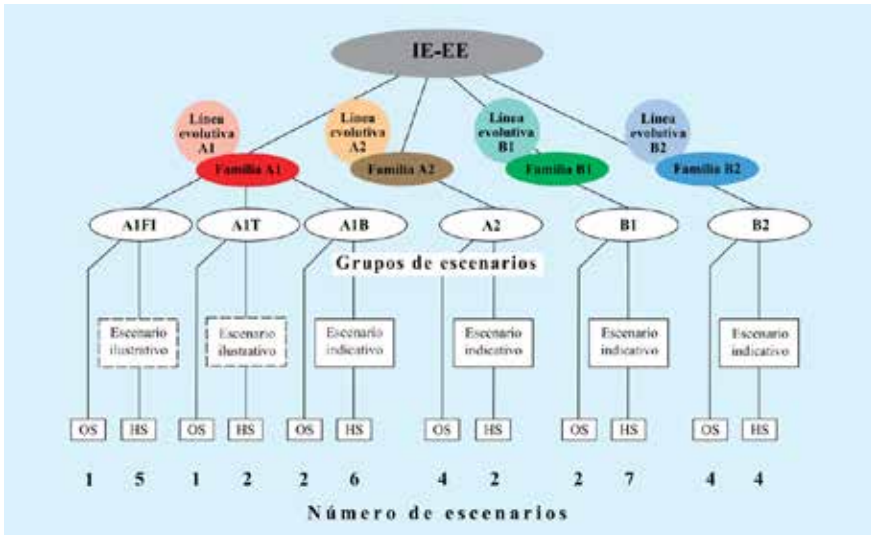 IE-EE
Línea
evolutiva
A1
Línea
evolutiva
A2
Línea
evolutiva
B1
Línea
evolutiva
B2
Familia A1
Familia A2
Familia B1
Familia B2
A1FI
A1T
A1B
A2
B1
B2
Grupos de escenarios
Escenario
ilustrativo
Escenario
ilustrativo
Escenario
indicativo
Escenario
indicativo
Escenario
indicativo
Escenario
indicativo
OS HS OS HS OS HS OS HS OS HS OS HS
1 5 1 2 2 6 4 2 2 7 4 4
Número de escenarios